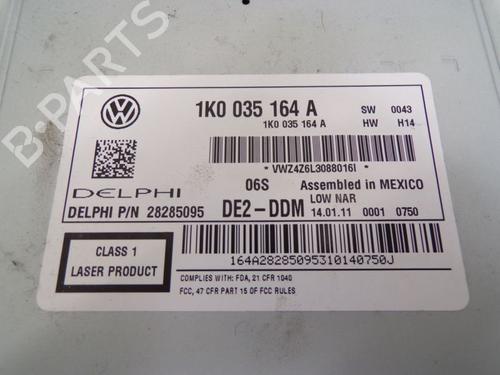 B-PARTS
1K0 035 164 A
SW 0043
1K0 035 164 A
HW H14
*VWZ4Z6L3088016I*
06S Assembled in MEXICO
DELPHI
LOW NAR
DELPHI P/N 28285095
DE2-DDM
14.01.11 0001 0750
CLASS 1
LASER PRODUCT
164A28285095310140750J
COMPLIES WITH: FDA, 21 CFR 1040
FCC, 47 CFR PART 15 OF FCC RULES